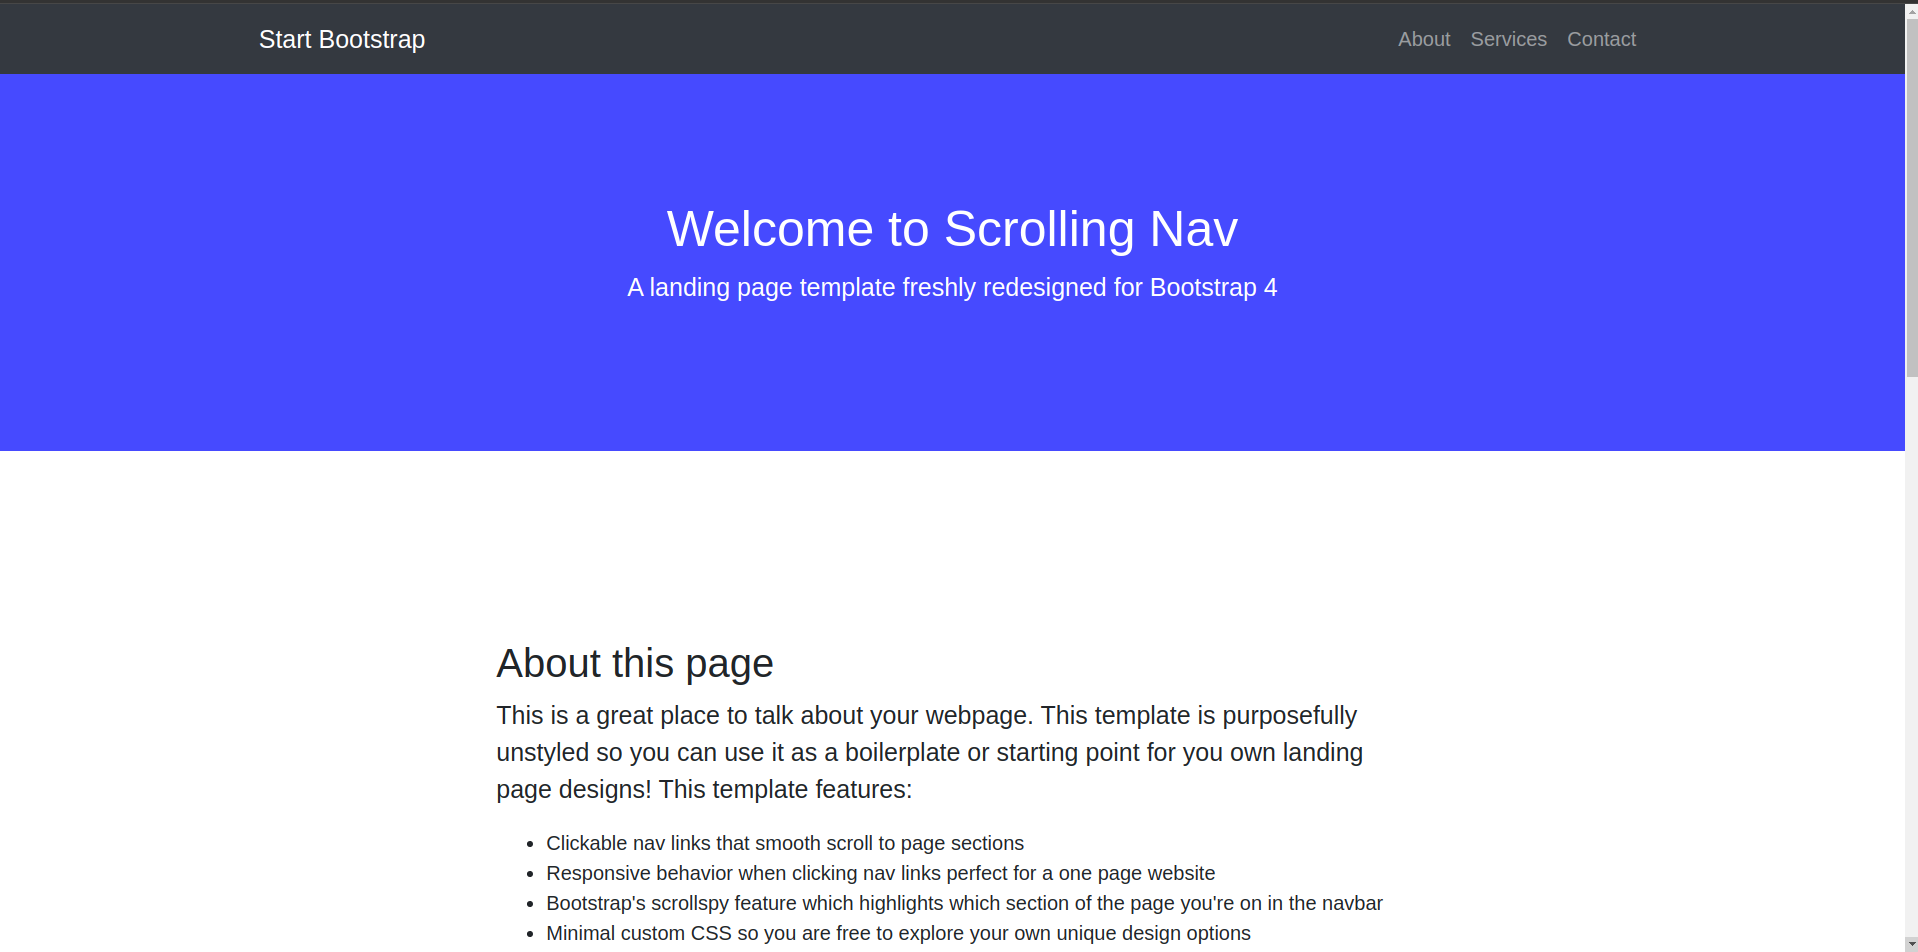 Start Bootstrap
About Services Contact
Welcome to Scrolling Nav
A landing page template freshly redesigned for Bootstrap 4
About this page
This is a great place to talk about your webpage. This template is purposefully
unstyled so you can use it as a boilerplate or starting point for you own landing
page designs! This template features:
Clickable nav links that smooth scroll to page sections
Responsive behavior when clicking nav links perfect for a one page website
Bootstrap's scrollspy feature which highlights which section of the page you're on in the navbar
Minimal custom CSS so you are free to explore your own unique design options